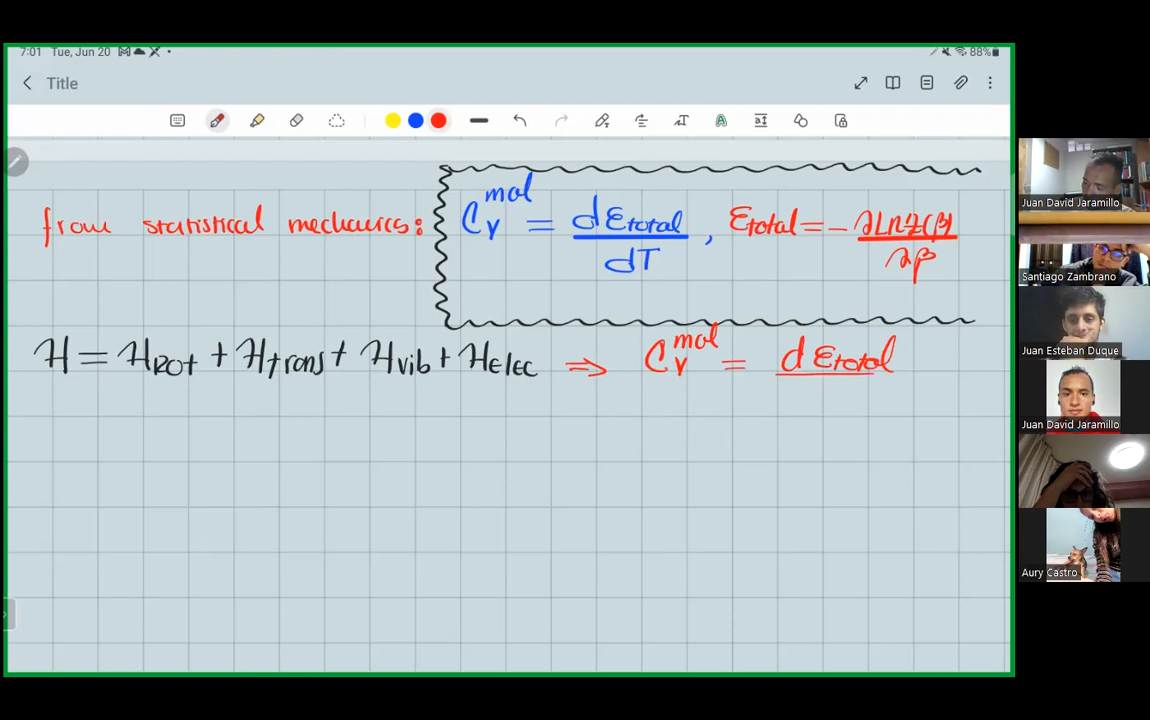 7:01 Tue, Jun 20
88%
Title
from statistical mechanics: C_V^mol = dε_total/dT , ε_total = - ∂Ln Z(β)/∂β
H = H_Rot + H_Trans + H_vib + H_Elec ⇒ C_V^mol = dε_total
Juan David Jaramillo
Santiago Zambrano
Juan Esteban Duque
Juan David Jaramillo
Aury Castro